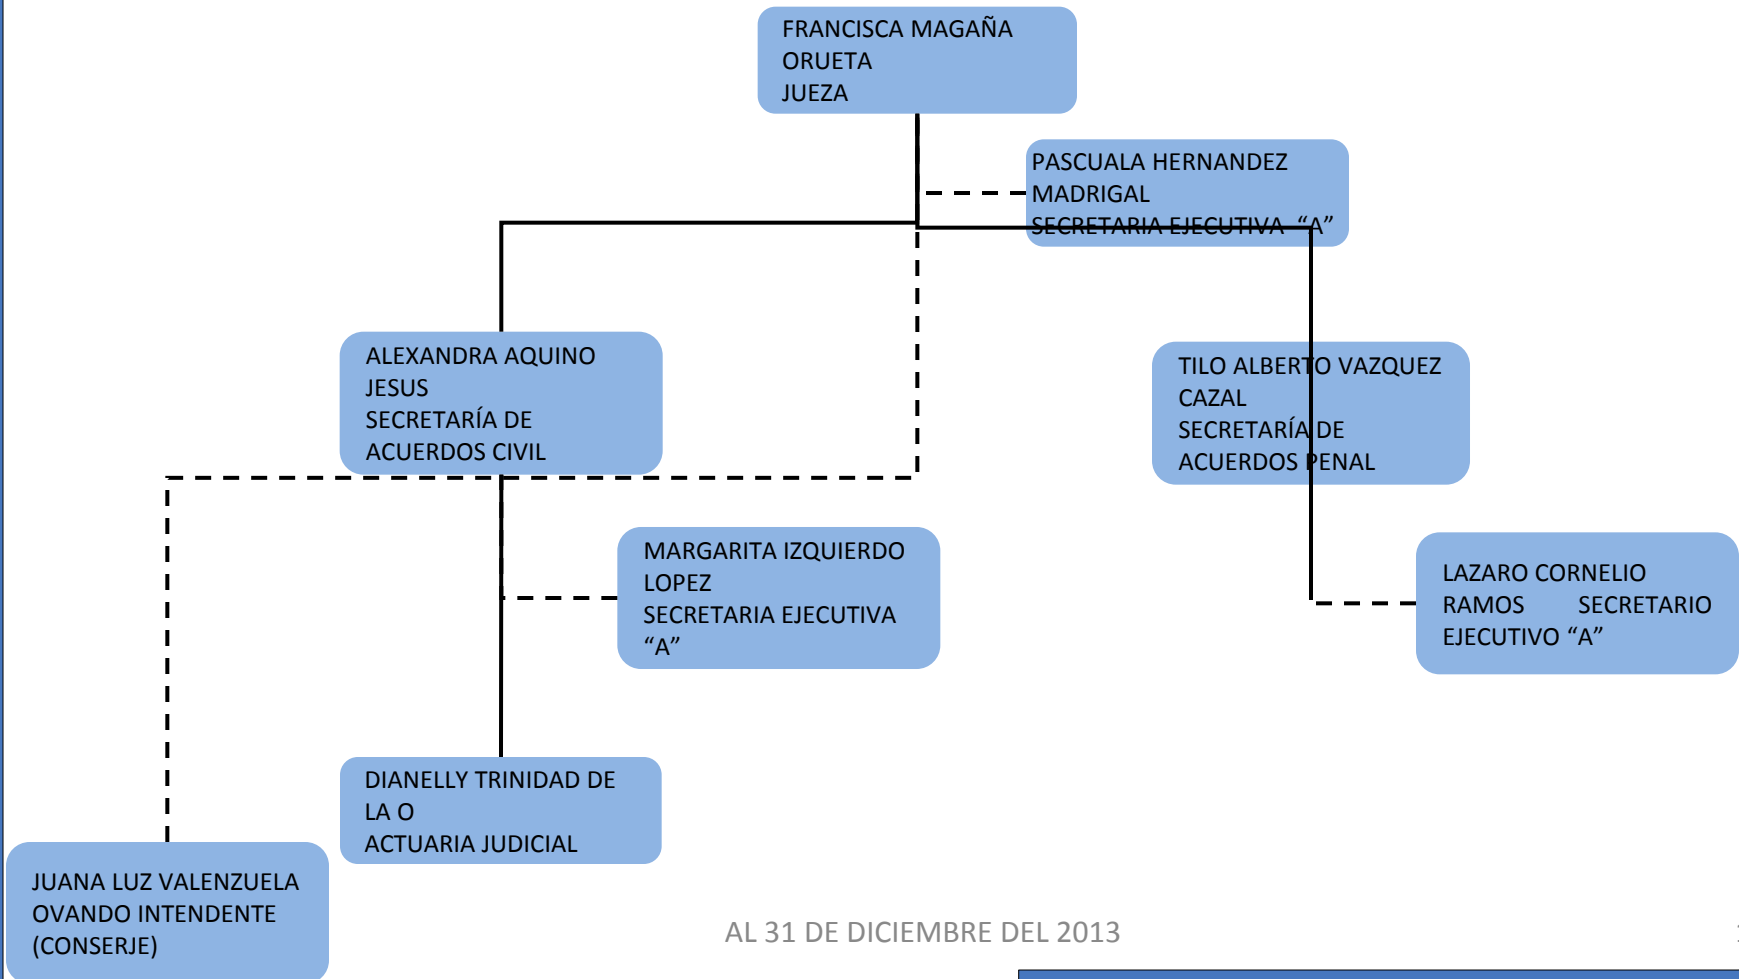 FRANCISCA MAGAÑA
ORUETA
JUEZA
PASCUALA HERNANDEZ
MADRIGAL
SECRETARIA EJECUTIVA “A”
ALEXANDRA AQUINO
JESUS
SECRETARÍA DE
ACUERDOS CIVIL
TILO ALBERTO VAZQUEZ
CAZAL
SECRETARÍA DE
ACUERDOS PENAL
MARGARITA IZQUIERDO
LOPEZ
SECRETARIA EJECUTIVA
“A”
LAZARO CORNELIO
RAMOS SECRETARIO
EJECUTIVO “A”
DIANELLY TRINIDAD DE
LA O
ACTUARIA JUDICIAL
JUANA LUZ VALENZUELA
OVANDO INTENDENTE
(CONSERJE)
AL 31 DE DICIEMBRE DEL 2013